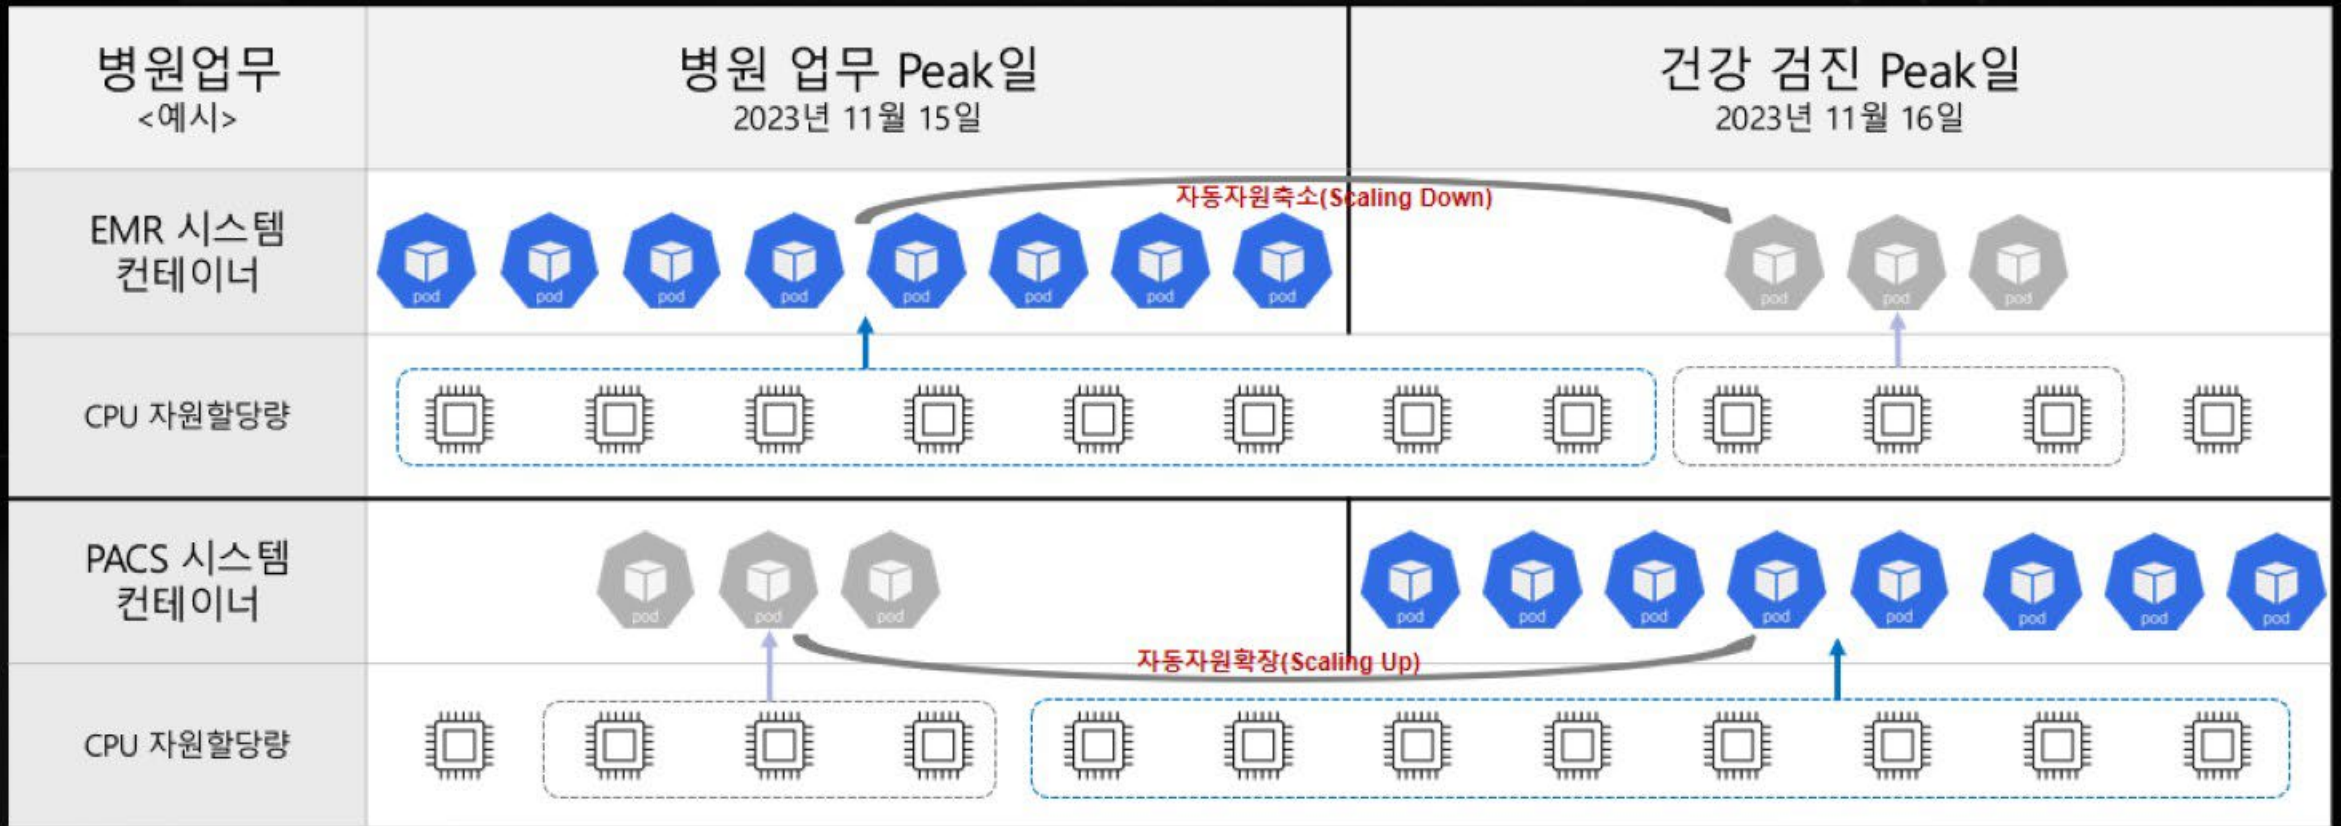 병원업무
<예시>
병원 업무 Peak일
2023년 11월 15일
건강 검진 Peak일
2023년 11월 16일
EMR 시스템
컨테이너
자동자원축소(Scaling Down)
pod pod pod pod pod pod pod pod
pod pod pod
CPU 자원할당량
PACS 시스템
컨테이너
pod pod pod
pod pod pod pod pod pod pod pod
자동자원확장(Scaling Up)
CPU 자원할당량